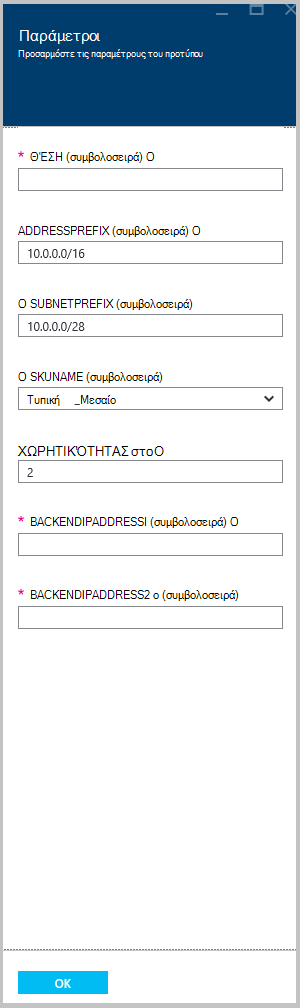 Παράμετροι
Προσαρμόστε τις παραμέτρους του προτύπου
* ΘΈΣΗ (συμβολοσειρά) Ο
ADDRESSPREFIX (συμβολοσειρά) Ο
10.0.0.0/16
Ο SUBNETPREFIX (συμβολοσειρά)
10.0.0.0/28
Ο SKUNAME (συμβολοσειρά)
Τυπική _Μεσαίο
ΧΩΡΗΤΙΚΌΤΗΤΑΣ στο Ο
2
* BACKENDIPADDRESSI (συμβολοσειρά) Ο
* BACKENDIPADDRESS2 ο (συμβολοσειρά)
OK